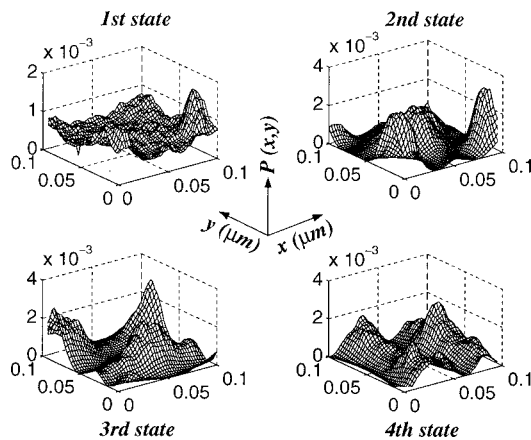 1st state
2nd state
x 10⁻³
2
1
0
0.1
0.05
0 0
0.05
0.1
x 10⁻³
4
2
0
0.1
0.05
0 0
0.05
0.1
P (x,y)
y (μm)
x (μm)
x 10⁻³
4
2
0
0.1
0.05
0 0
0.05
0.1
x 10⁻³
4
2
0
0.1
0.05
0 0
0.05
0.1
3rd state
4th state